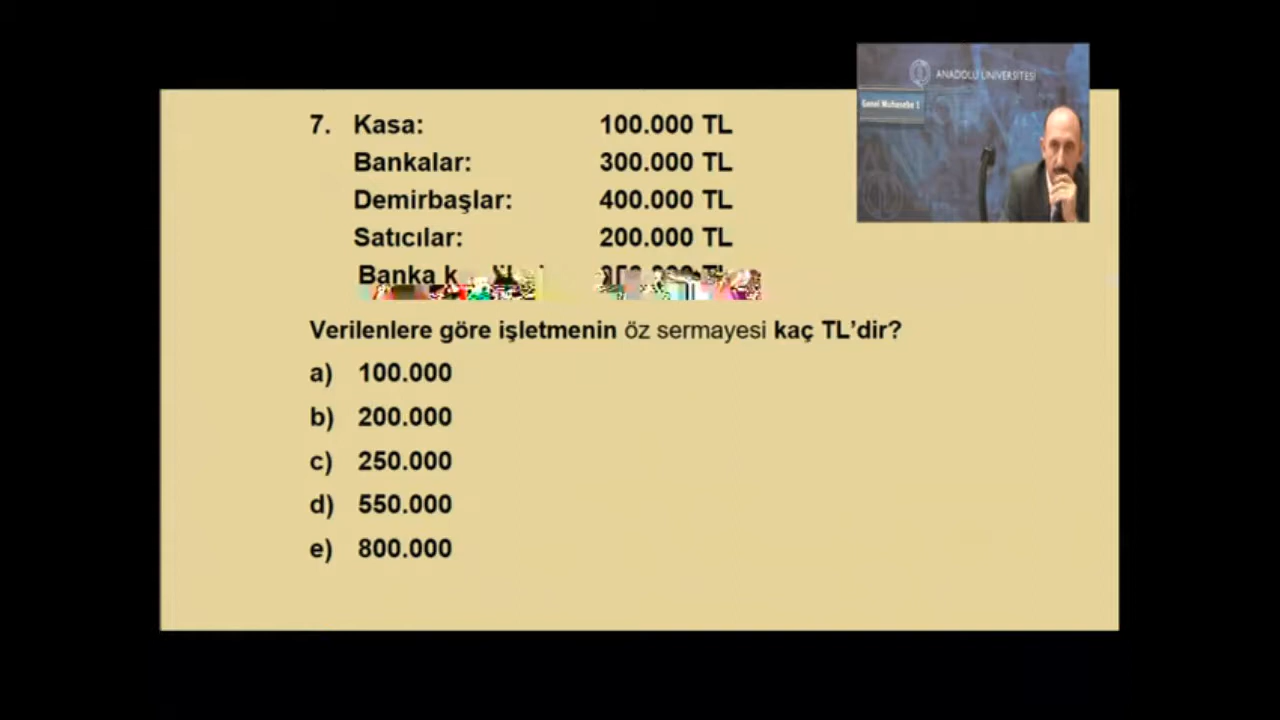 ANADOLU ÜNİVERSİTESİ
Genel Muhasebe 1
7. Kasa: 100.000 TL
Bankalar: 300.000 TL
Demirbaşlar: 400.000 TL
Satıcılar: 200.000 TL
Banka
Verilenlere göre işletmenin öz sermayesi kaç TL'dir?
a) 100.000
b) 200.000
c) 250.000
d) 550.000
e) 800.000